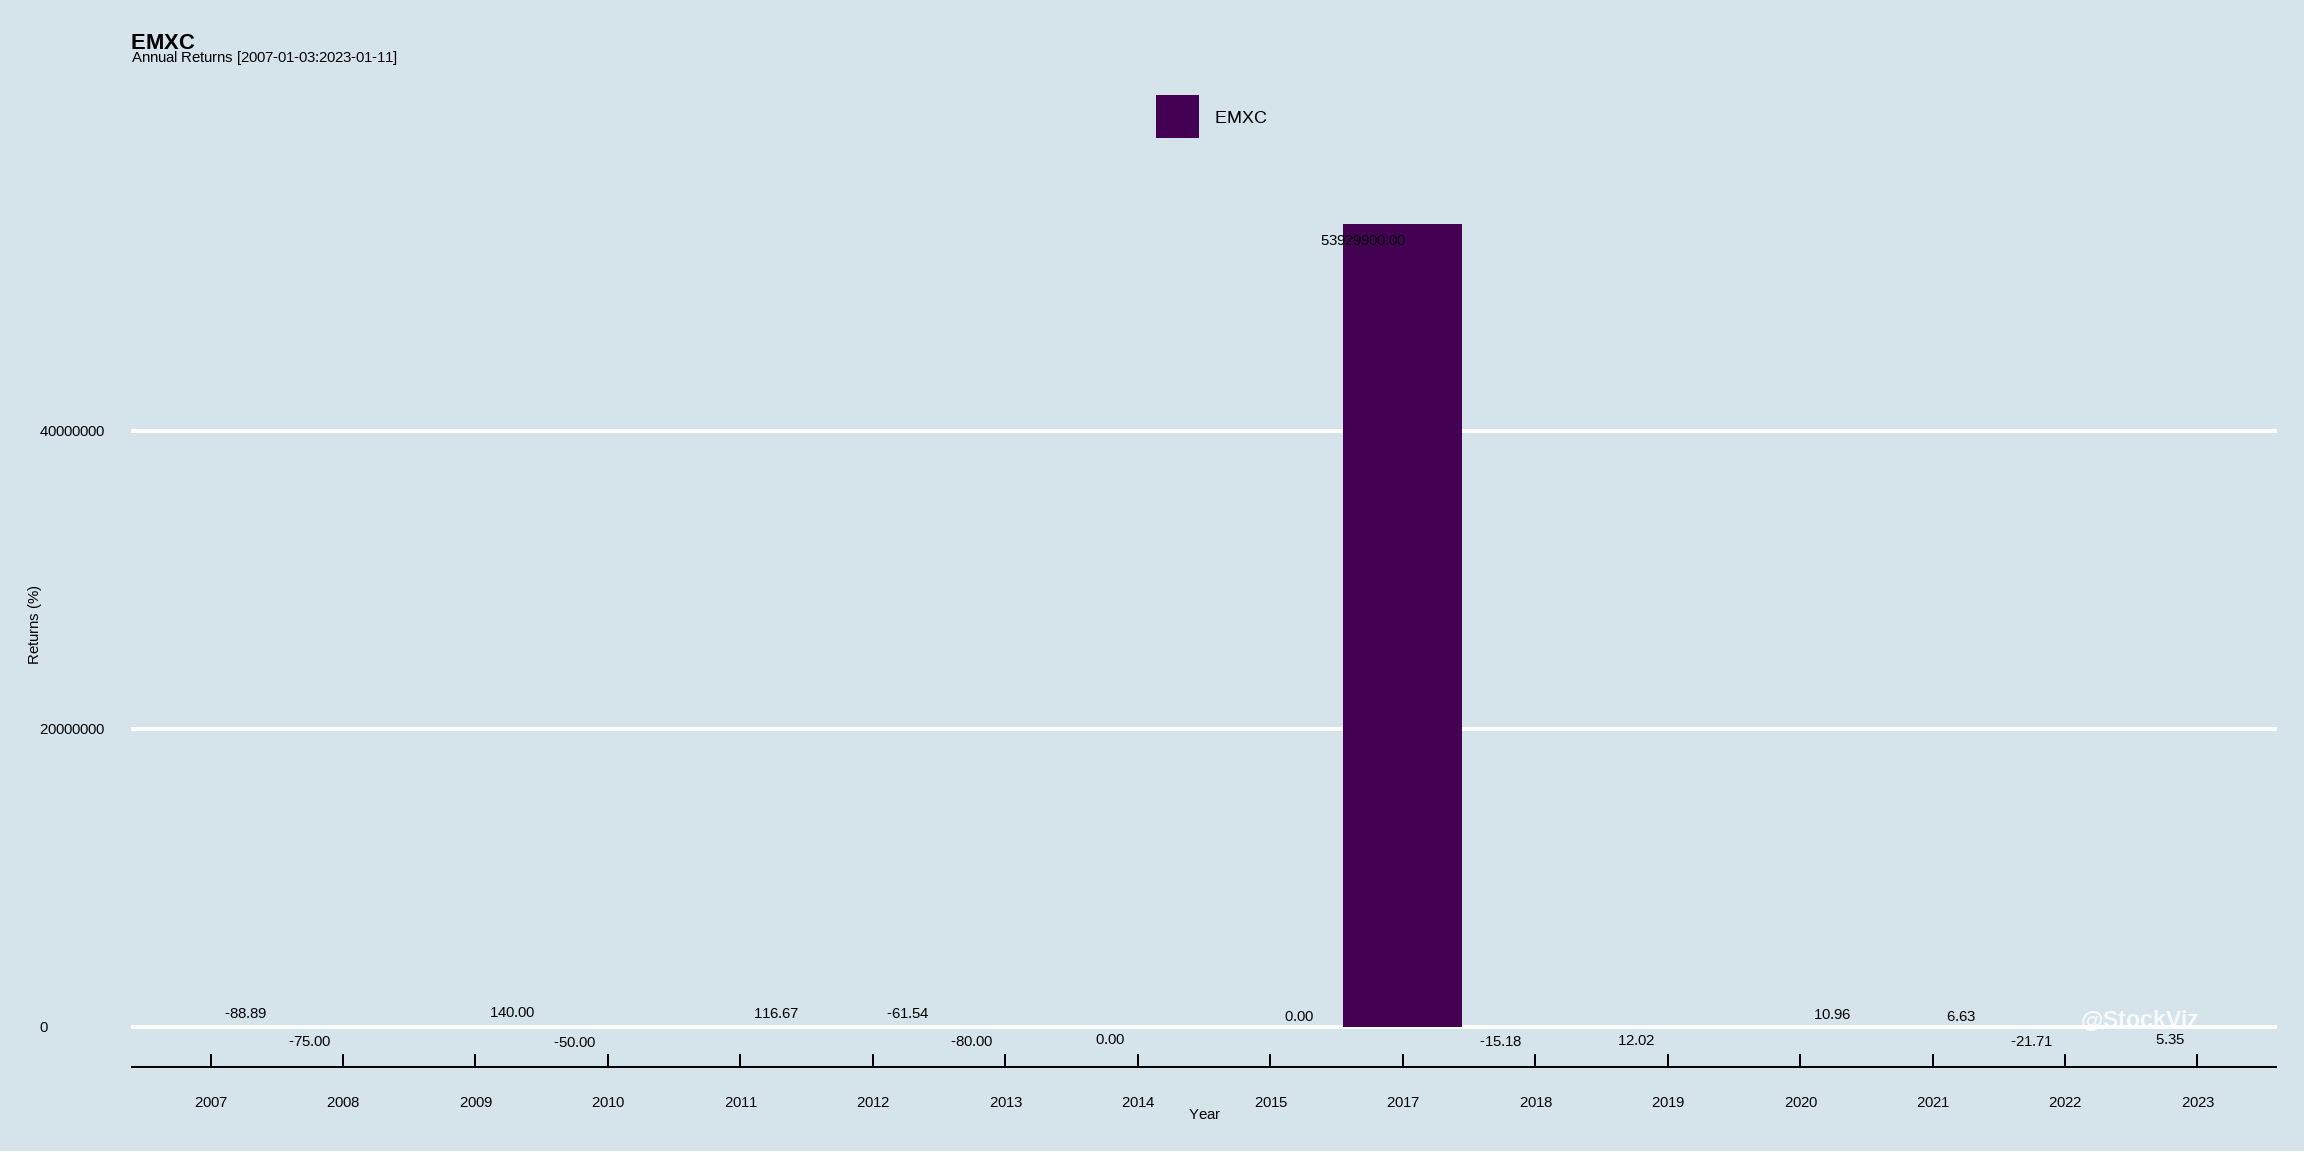 EMXC
Annual Returns [2007-01-03:2023-01-11]
EMXC
53929900.00
40000000
Returns (%)
20000000
-88.89 140.00 116.67 -61.54 0.00 10.96 6.63 @StockViz
0
-75.00 -50.00 -80.00 0.00 -15.18 12.02 -21.71 5.35
2007 2008 2009 2010 2011 2012 2013 2014 2015 2017 2018 2019 2020 2021 2022 2023
Year